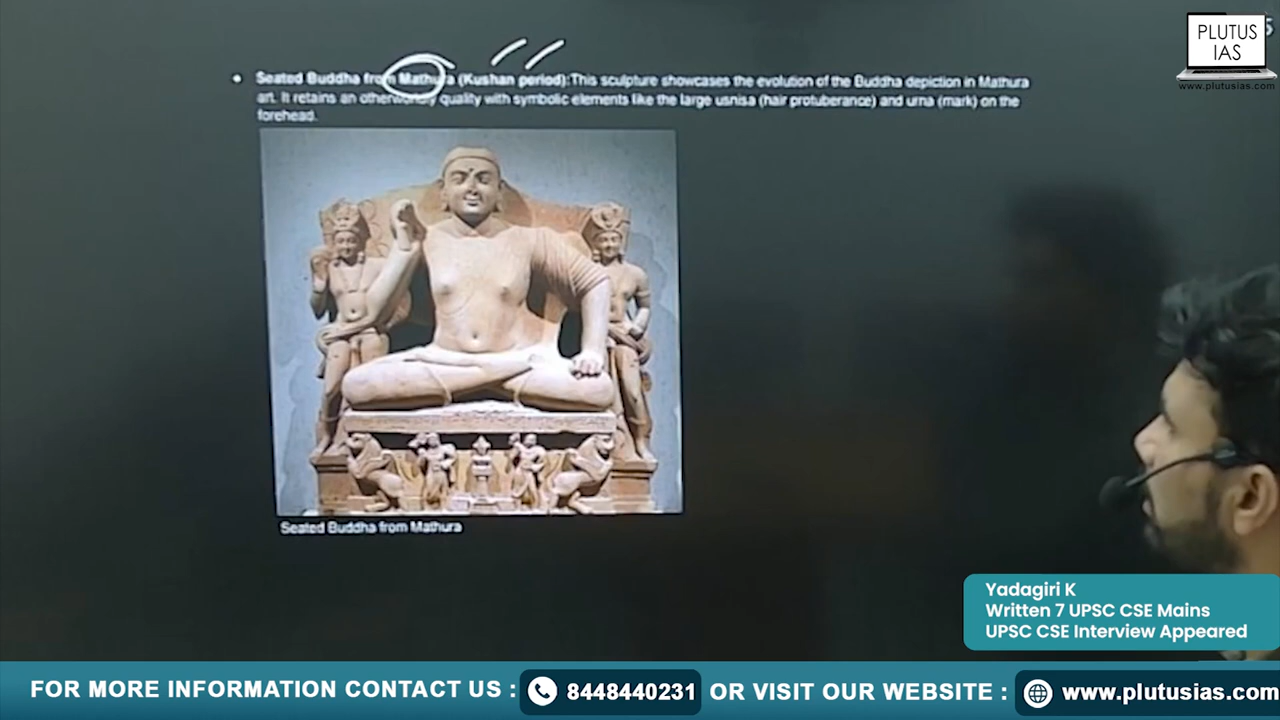 PLUTUS
IAS
www.plutusias.com
Seated Buddha from Mathura (Kushan period):This sculpture showcases the evolution of the Buddha depiction in Mathura
art. It retains an otherworldly quality with symbolic elements like the large usnisa (hair protuberance) and urna (mark) on the
forehead.
Seated Buddha from Mathura
Yadagiri K
Written 7 UPSC CSE Mains
UPSC CSE Interview Appeared
FOR MORE INFORMATION CONTACT US : 8448440231 OR VISIT OUR WEBSITE : www.plutusias.com